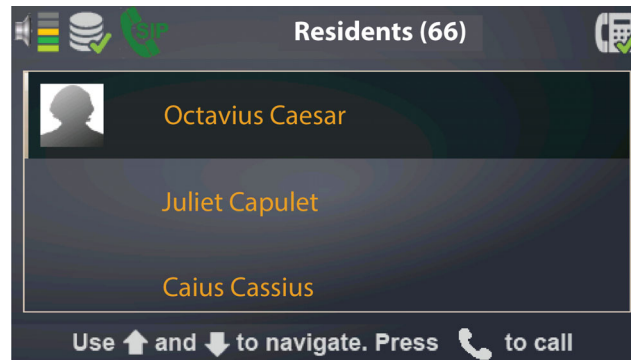 SIP
Residents (66)
Octavius Caesar
Juliet Capulet
Caius Cassius
Use and to navigate. Press to call